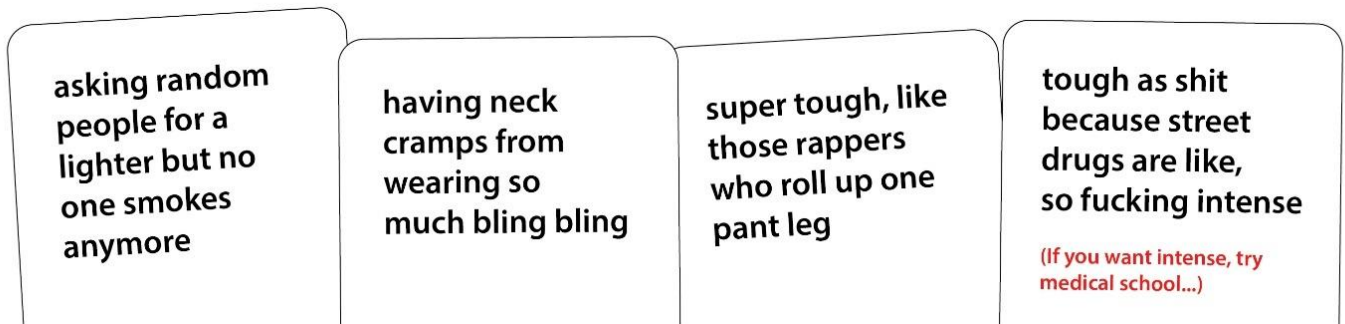 asking random
people for a
lighter but no
one smokes
anymore
having neck
cramps from
wearing so
much bling bling
super tough, like
those rappers
who roll up one
pant leg
tough as shit
because street
drugs are like,
so fucking intense
(If you want intense, try
medical school...)